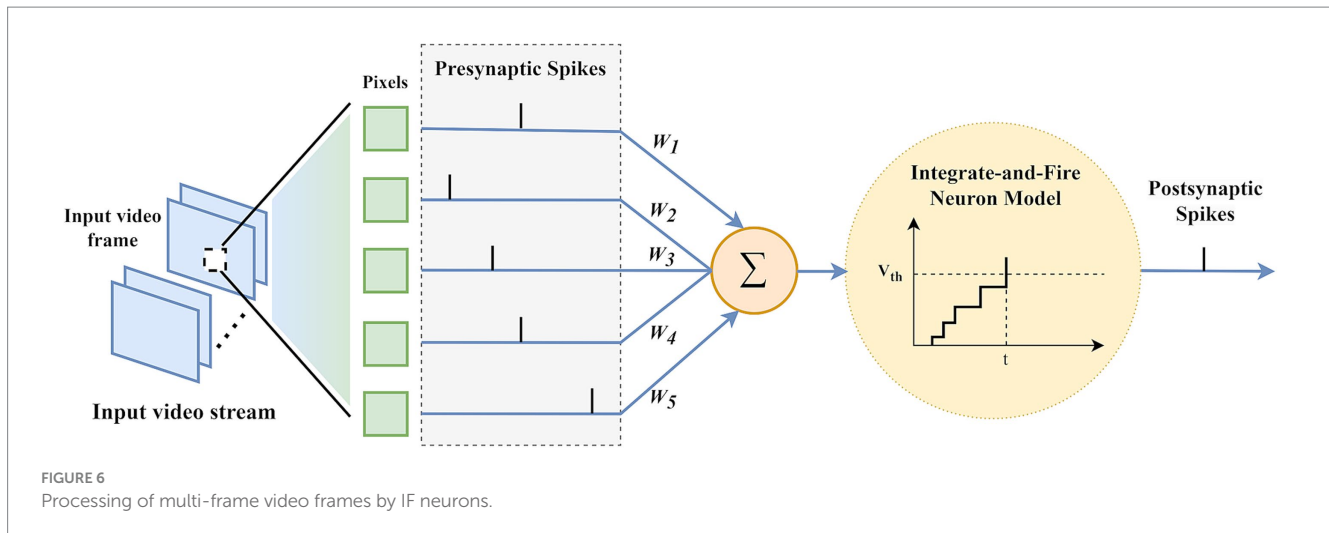 Pixels
Presynaptic Spikes
Input video
frame
Input video stream
W1
W2
W3
W4
W5
Σ
Integrate-and-Fire
Neuron Model
Vth
t
Postsynaptic
Spikes
FIGURE 6
Processing of multi-frame video frames by IF neurons.